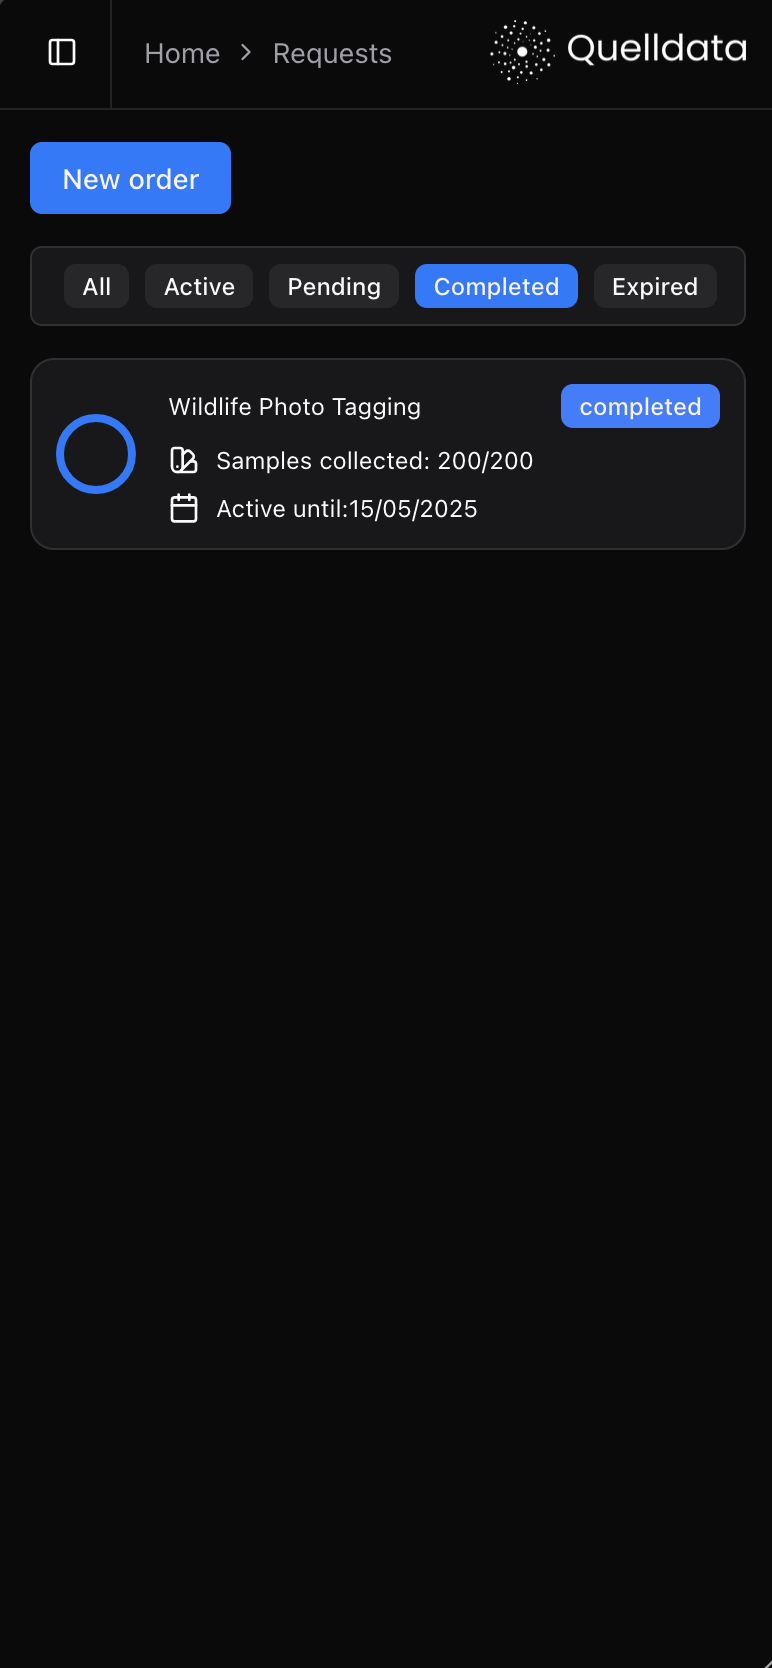 Home > Requests
Quelldata
New order
All Active Pending Completed Expired
Wildlife Photo Tagging
completed
Samples collected: 200/200
Active until:15/05/2025